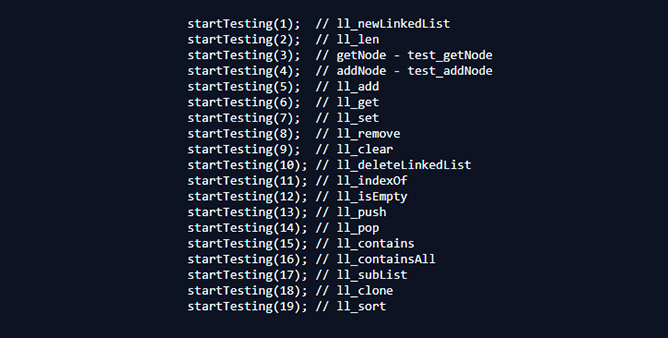 startTesting(1);  // ll_newLinkedList
startTesting(2);  // ll_len
startTesting(3);  // getNode - test_getNode
startTesting(4);  // addNode - test_addNode
startTesting(5);  // ll_add
startTesting(6);  // ll_get
startTesting(7);  // ll_set
startTesting(8);  // ll_remove
startTesting(9);  // ll_clear
startTesting(10); // ll_deleteLinkedList
startTesting(11); // ll_indexOf
startTesting(12); // ll_isEmpty
startTesting(13); // ll_push
startTesting(14); // ll_pop
startTesting(15); // ll_contains
startTesting(16); // ll_containsAll
startTesting(17); // ll_subList
startTesting(18); // ll_clone
startTesting(19); // ll_sort